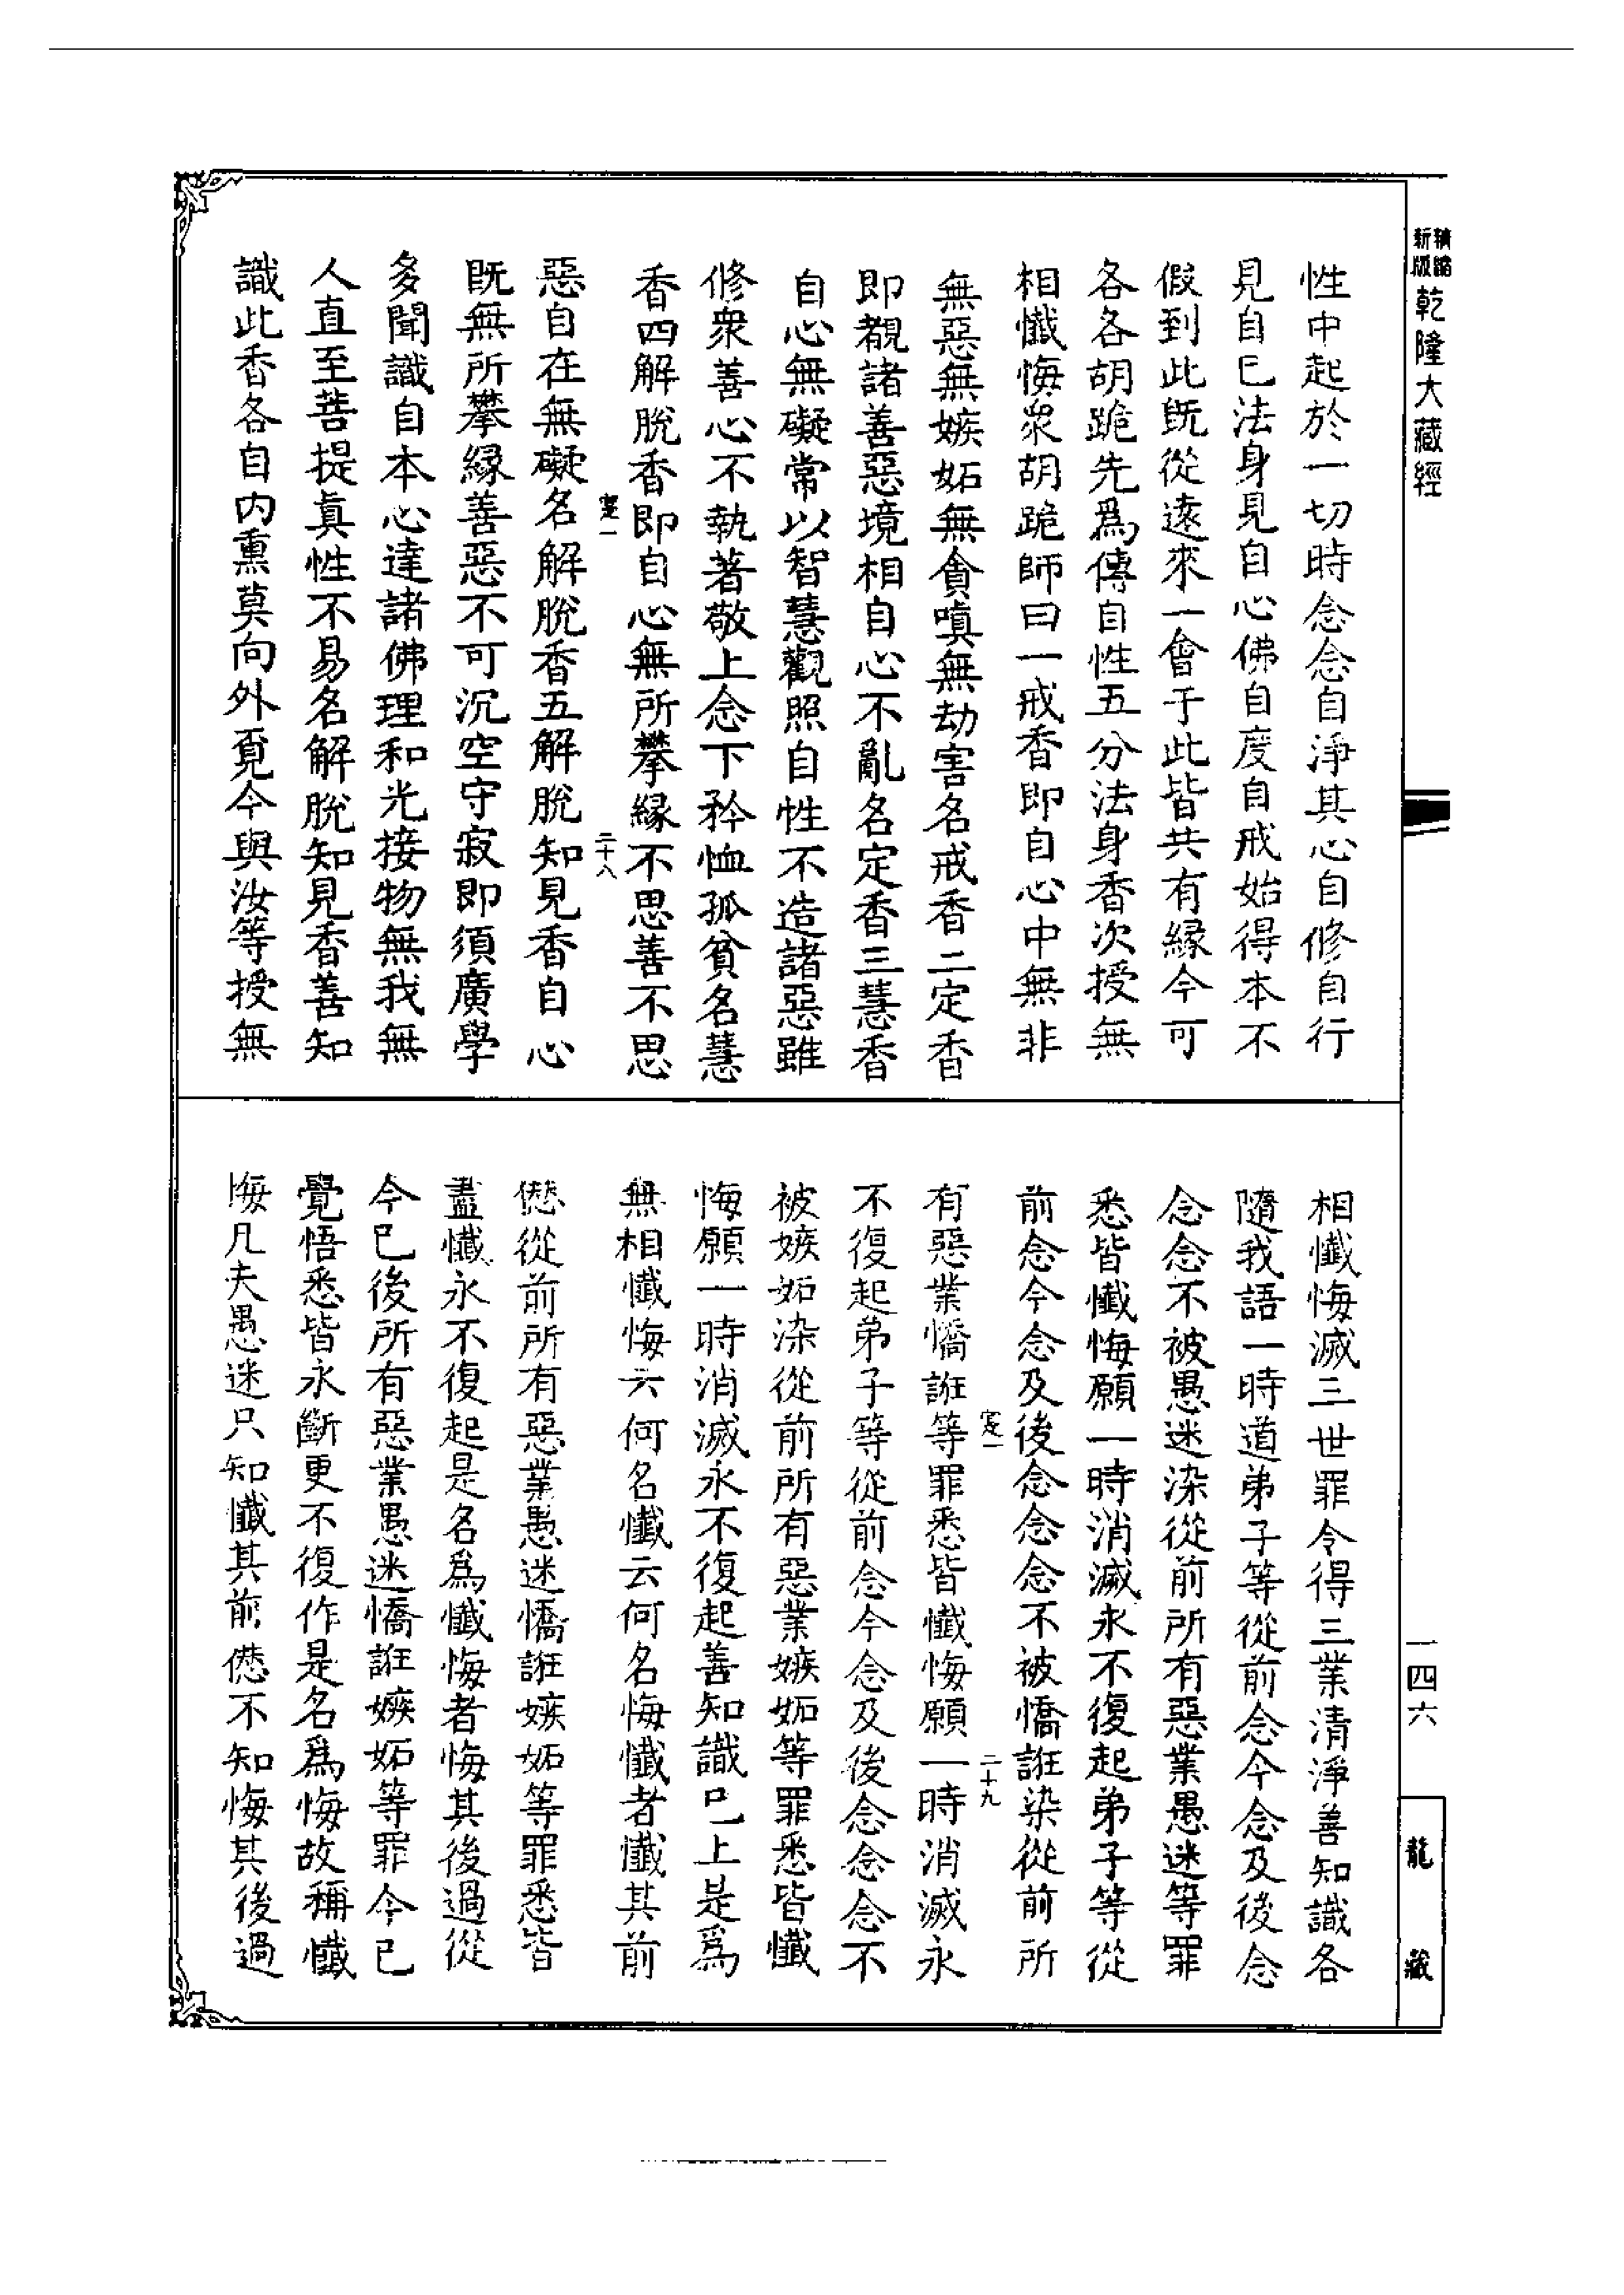 精縮新版乾隆大藏經
性中起於一切時念念自淨其心自修自行
見自巳法身見自心佛自度自戒始得本不
假到此旣從遠來一會于此皆共有緣今可
各各胡跪先爲傳自性五分法身香次授無
相懺悔衆胡跪師曰一戒香即自心中無非
無惡無嫉妬無貪嗔無劫害名戒香二定香
即覩諸善惡境相自心不亂名定香三慧香
自心無礙常以智慧觀照自性不造諸惡雖
修衆善心不執著敬上念下矜恤孤貧名慧
香四解脫香即自心無所攀緣不思善不思
二十八
惡自在無礙名解脫香五解脫知見香自心
旣無所攀緣善惡不可沉空守寂即須廣學
多聞識自本心達諸佛理和光接物無我無
人直至菩提眞性不易名解脫知見香善知
識此香各自內熏莫向外覓今與汝等授無
相懺悔滅三世罪令得三業清淨善知識各
隨我語一時道弟子等從前念今念及後念
念念不被愚迷染從前所有惡業愚迷等罪
悉皆懺悔願一時消滅永不復起弟子等從
前念今念及後念念念不被憍誑染從前所
二十九
有惡業憍誑等罪悉皆懺悔願一時消滅永
不復起弟子等從前念今念及後念念念不
被嫉妬染從前所有惡業嫉妬等罪悉皆懺
悔願一時消滅永不復起善知識巳上是爲
無相懺悔云何名懺云何名悔懺者懺其前
僁從前所有惡業愚迷憍誑嫉妬等罪悉皆
盡懺永不復起是名爲懺悔者悔其後過從
今巳後所有惡業愚迷憍誑嫉妬等罪今巳
覺悟悉皆永斷更不復作是名爲悔故稱懺
悔凡夫愚迷只知懺其前僁不知悔其後過
一四六
龍藏